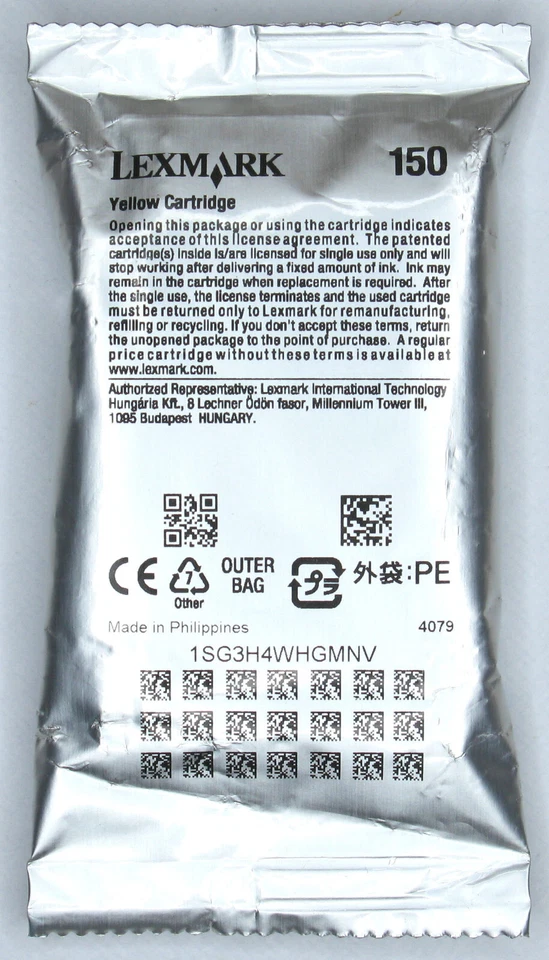 LEXMARK 150
Yellow Cartridge
Opening this package or using the cartridge indicates
acceptance of this license agreement. The patented
cartridge(s) inside is/are licensed for single use only and will
stop working after delivering a fixed amount of ink. Ink may
remain in the cartridge when replacement is required. After
the single use, the license terminates and the used cartridge
must be returned only to Lexmark for remanufacturing,
refilling or recycling. If you don't accept these terms, return
the unopened package to the point of purchase. A regular
price cartridge without these terms is available at
www.lexmark.com.
Authorized Representative: Lexmark International Technology
Hungária Kft., 8 Lechner Ödön fasor, Millennium Tower III,
1095 Budapest HUNGARY.
CE 7 OUTER BAG プラ 外袋:PE
Other
Made in Philippines 4079
1SG3H4WHGMNV